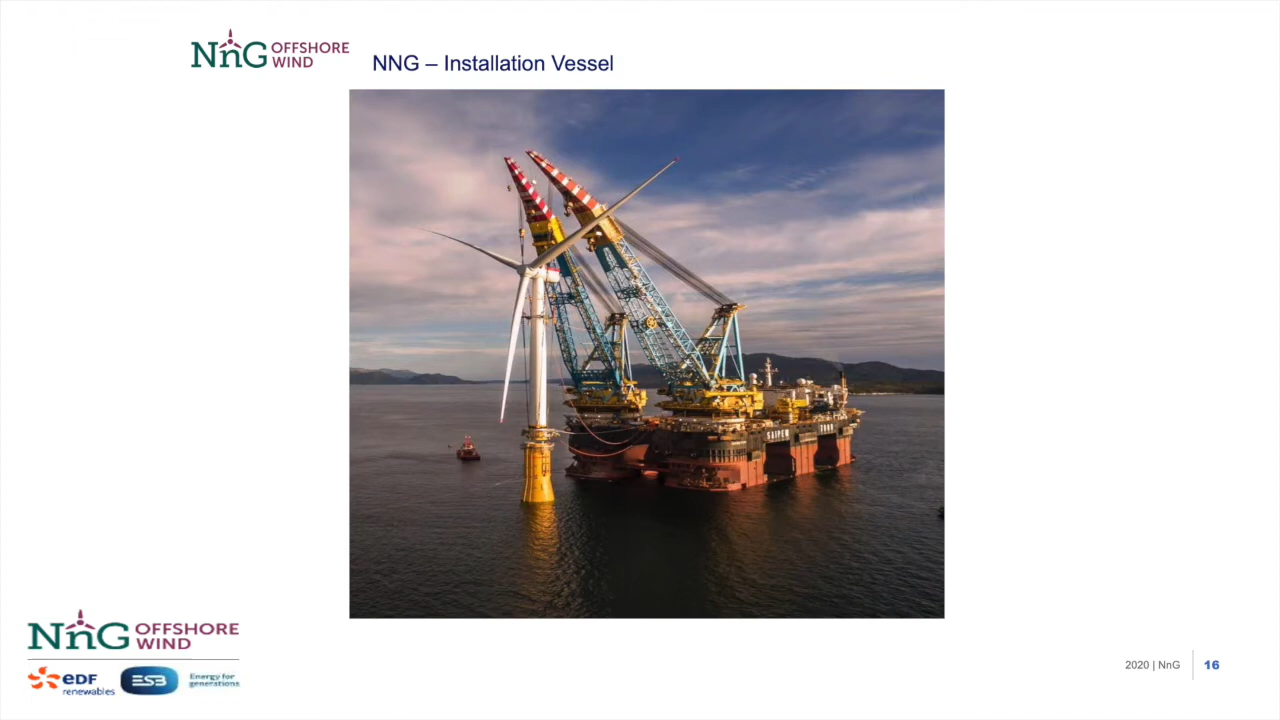 NnG OFFSHORE WIND
NNG – Installation Vessel
SAIPEM 7000
NnG OFFSHORE WIND
eDF renewables
ESB
Energy for generations
2020 | NnG
16